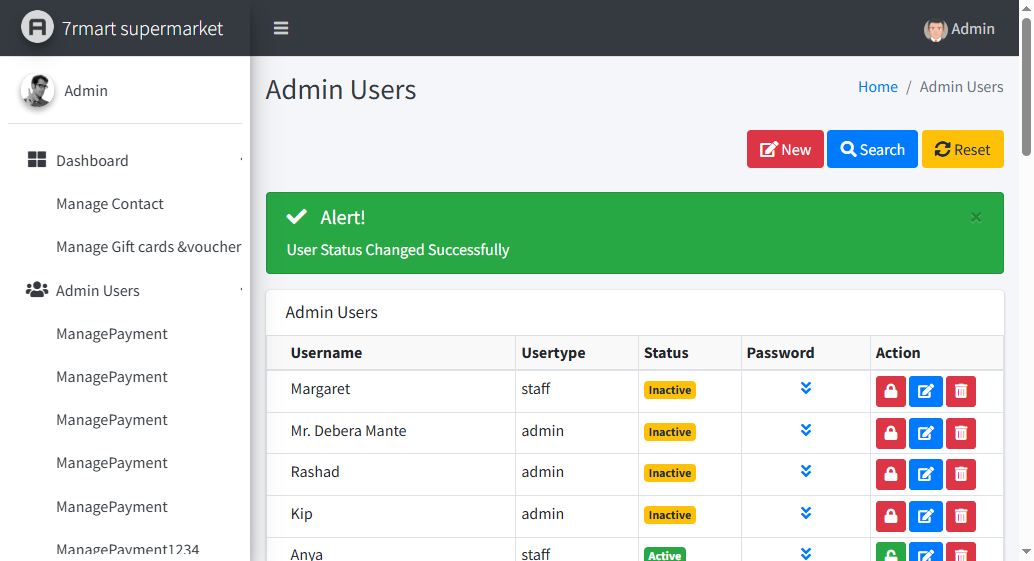 7rmart supermarket
Admin
Admin
Dashboard
Manage Contact
Manage Gift cards &voucher
Admin Users
ManagePayment
ManagePayment
ManagePayment
ManagePayment
ManagePayment
ManagePayment1234
Admin Users
Home / Admin Users
New Search Reset
Alert! ×
User Status Changed Successfully
Admin Users
Username Usertype Status Password Action
Margaret staff Inactive
Mr. Debera Mante admin Inactive
Rashad admin Inactive
Kip admin Inactive
Anya staff Active